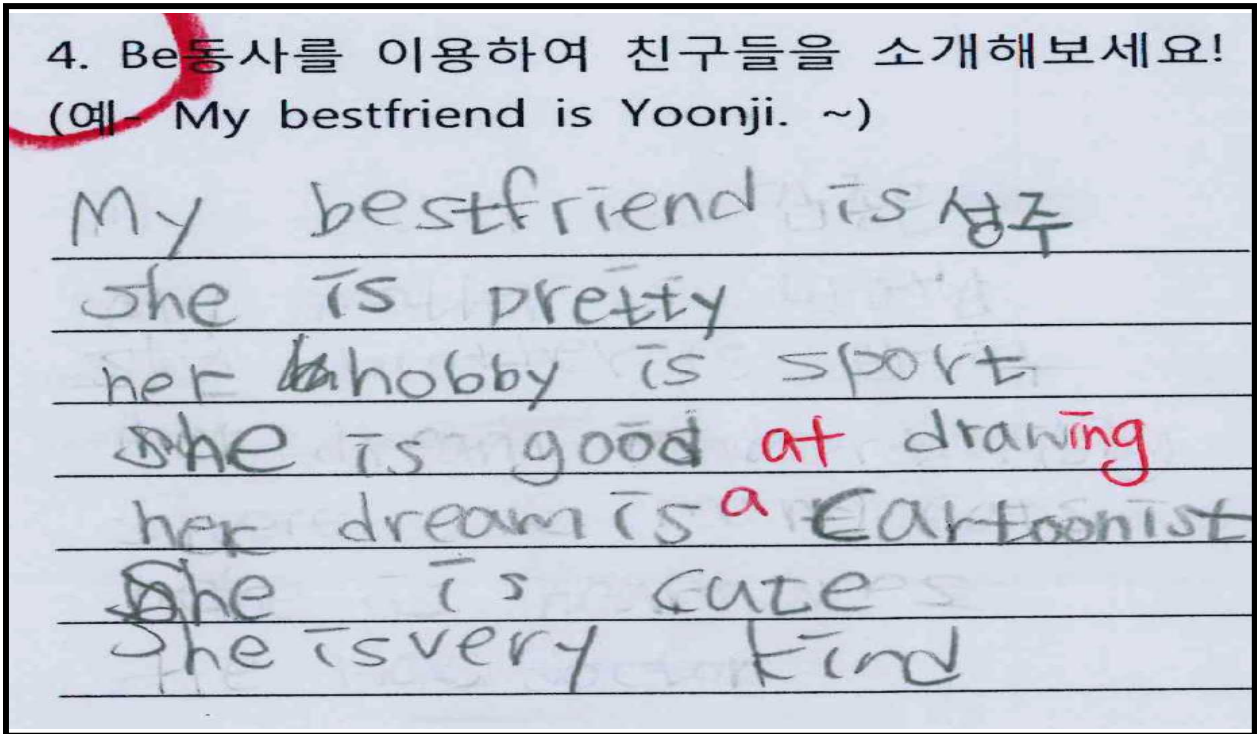 4. Be동사를 이용하여 친구들을 소개해보세요!
(예- My bestfriend is Yoonji. ~)
My bestfriend is 성주
she is pretty
her hobby is sport
she is good at drawing
her dream is a cartoonist
She is cute
She is very kind